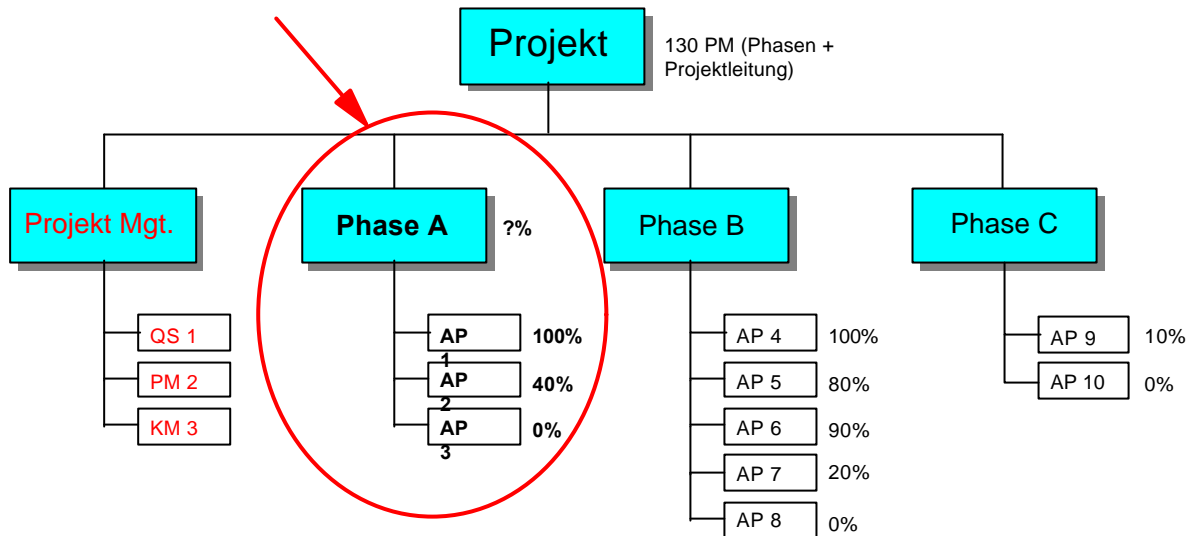 Projekt
130 PM (Phasen +
Projektleitung)
Projekt Mgt.
Phase A
?%
Phase B
Phase C
QS 1
PM 2
KM 3
AP
1
100%
AP
2
40%
AP
3
0%
AP 4
100%
AP 5
80%
AP 6
90%
AP 7
20%
AP 8
0%
AP 9
10%
AP 10
0%